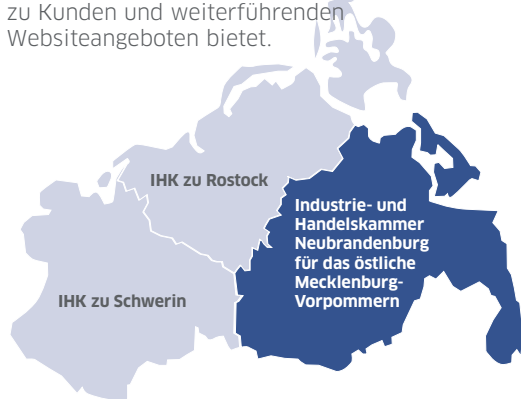 zu Kunden und weiterführenden
Websiteangeboten bietet.
IHK zu Rostock
Industrie- und
Handelskammer
Neubrandenburg
für das östliche
Mecklenburg-
Vorpommern
IHK zu Schwerin